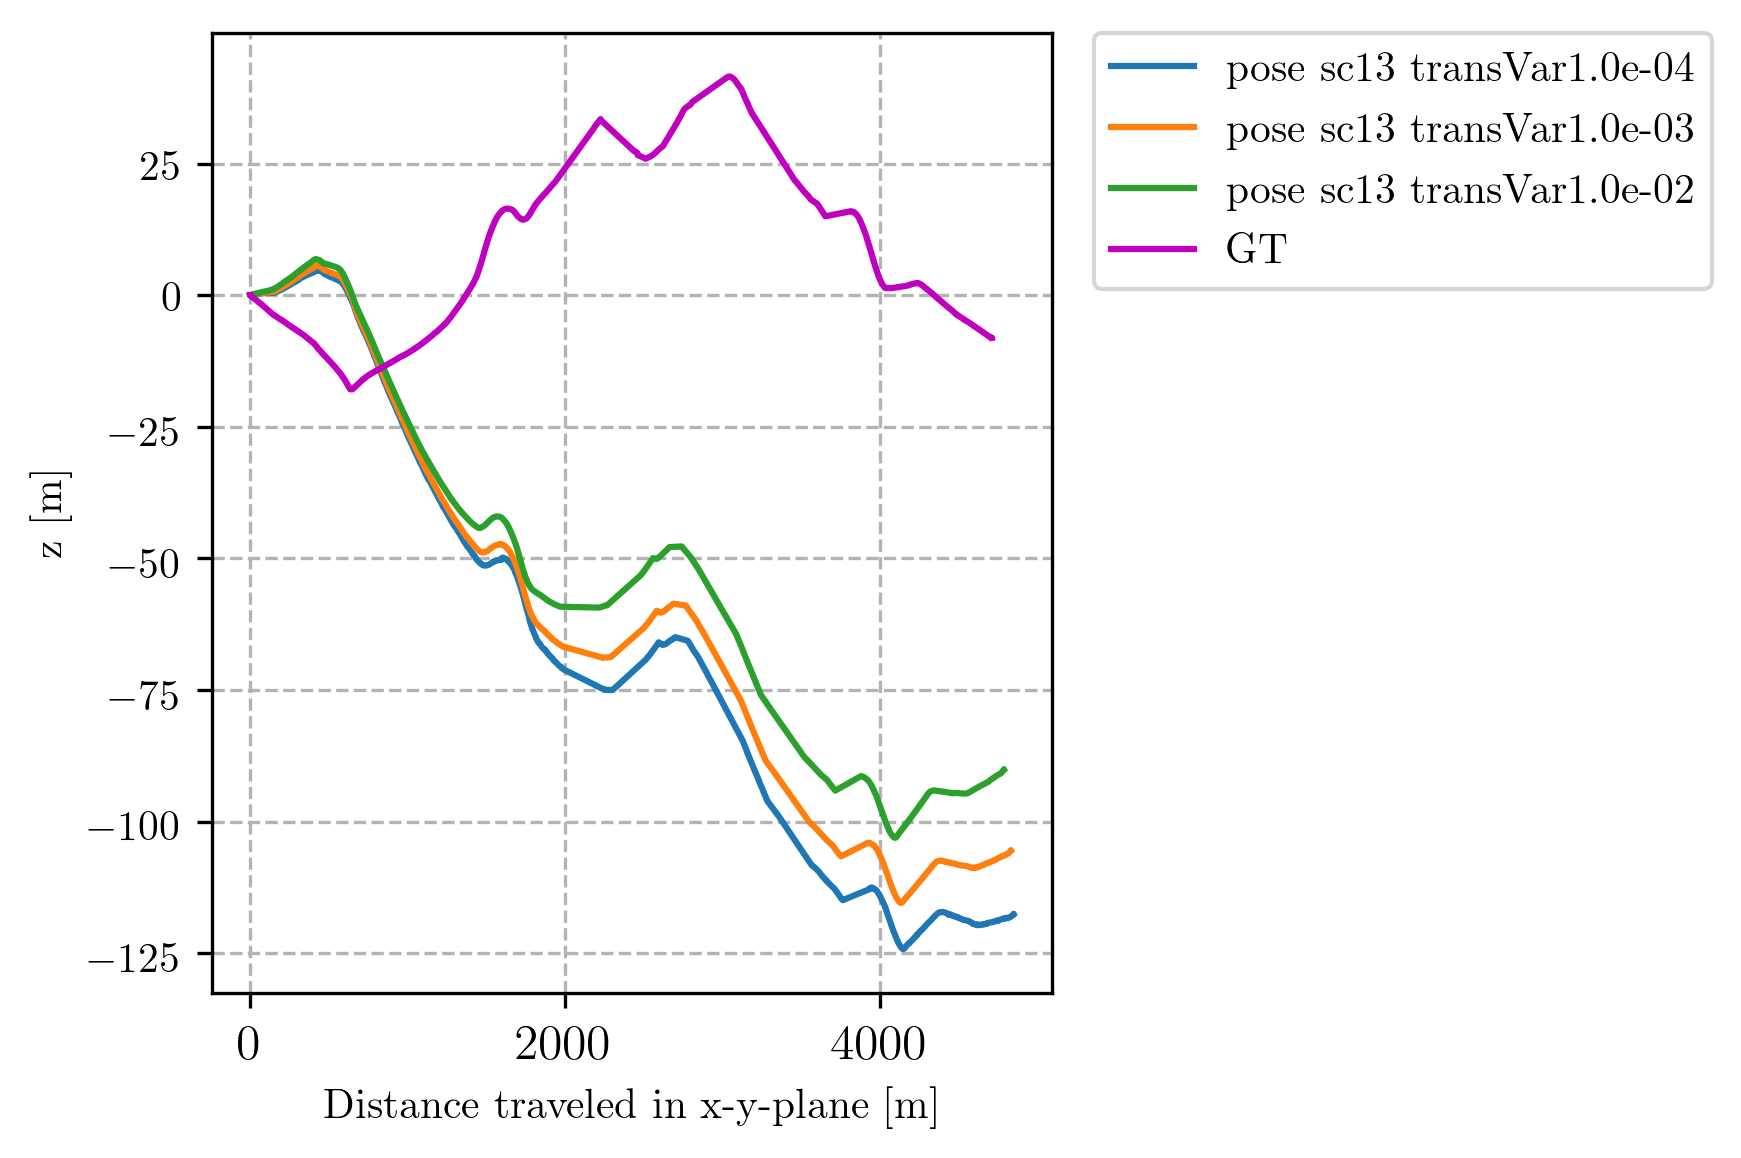 pose sc13 transVar1.0e-04
pose sc13 transVar1.0e-03
pose sc13 transVar1.0e-02
GT
25
0
−25
−50
−75
−100
−125
z [m]
0 2000 4000
Distance traveled in x-y-plane [m]